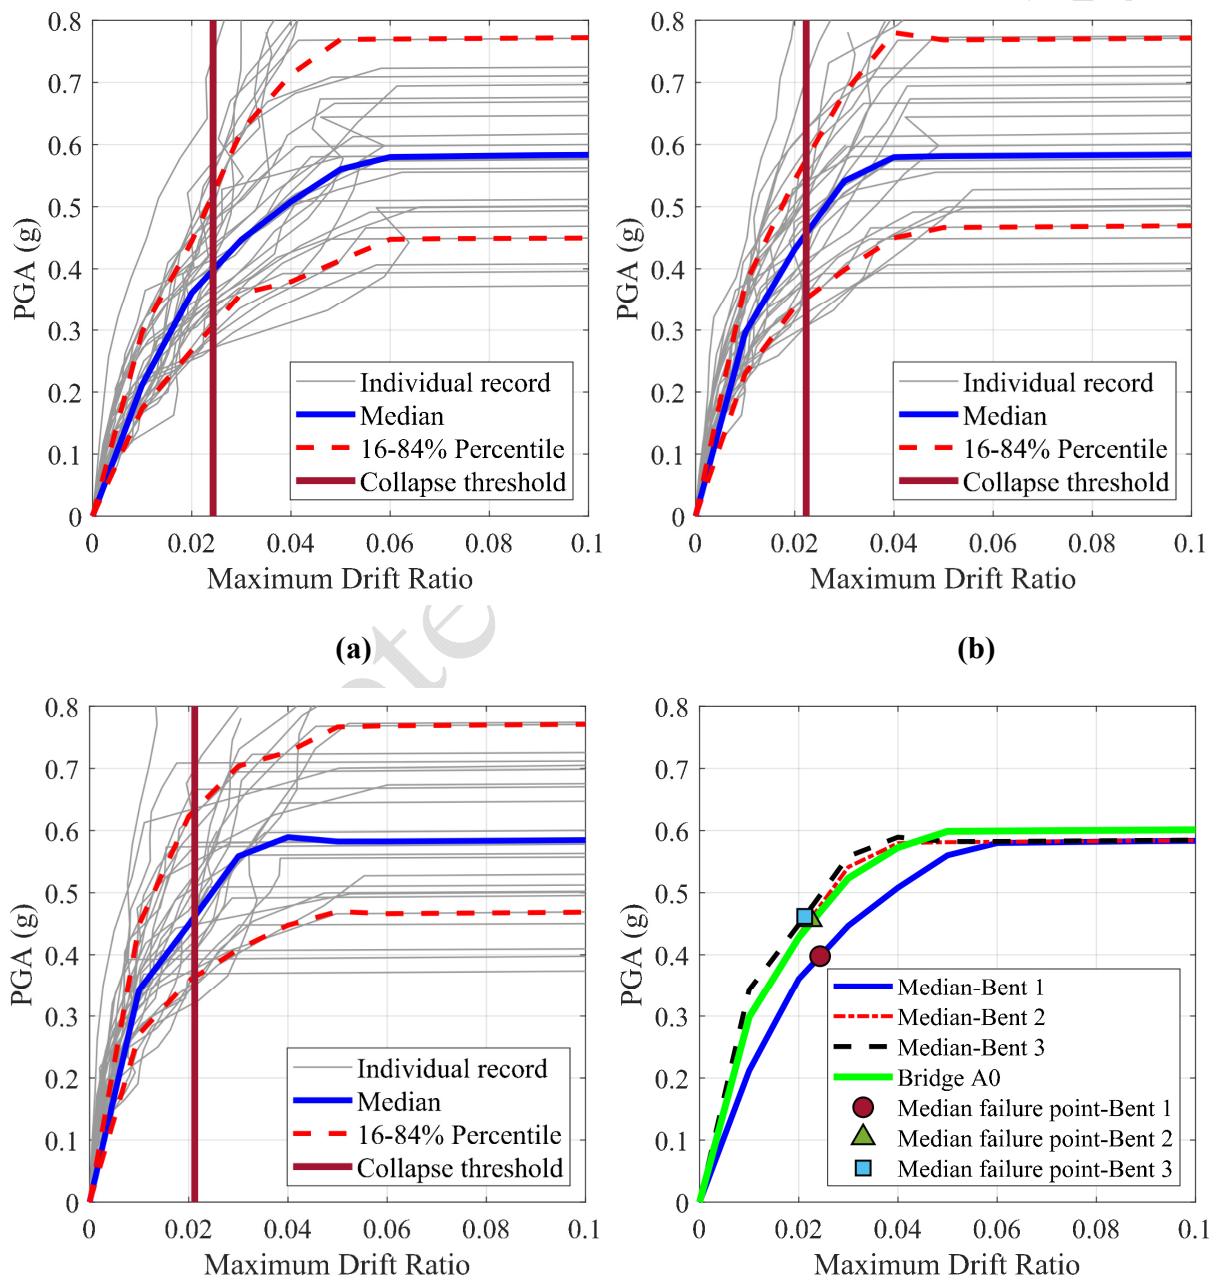 0.8
0.7
0.6
0.5
0.4
0.3
0.2
0.1
0
PGA (g)
Individual record
Median
16-84% Percentile
Collapse threshold
0 0.02 0.04 0.06 0.08 0.1
Maximum Drift Ratio
(a)
0.8
0.7
0.6
0.5
0.4
0.3
0.2
0.1
0
PGA (g)
Individual record
Median
16-84% Percentile
Collapse threshold
0 0.02 0.04 0.06 0.08 0.1
Maximum Drift Ratio
(b)
0.8
0.7
0.6
0.5
0.4
0.3
0.2
0.1
0
PGA (g)
Individual record
Median
16-84% Percentile
Collapse threshold
0 0.02 0.04 0.06 0.08 0.1
Maximum Drift Ratio
0.8
0.7
0.6
0.5
0.4
0.3
0.2
0.1
0
PGA (g)
Median-Bent 1
Median-Bent 2
Median-Bent 3
Bridge A0
Median failure point-Bent 1
Median failure point-Bent 2
Median failure point-Bent 3
0 0.02 0.04 0.06 0.08 0.1
Maximum Drift Ratio